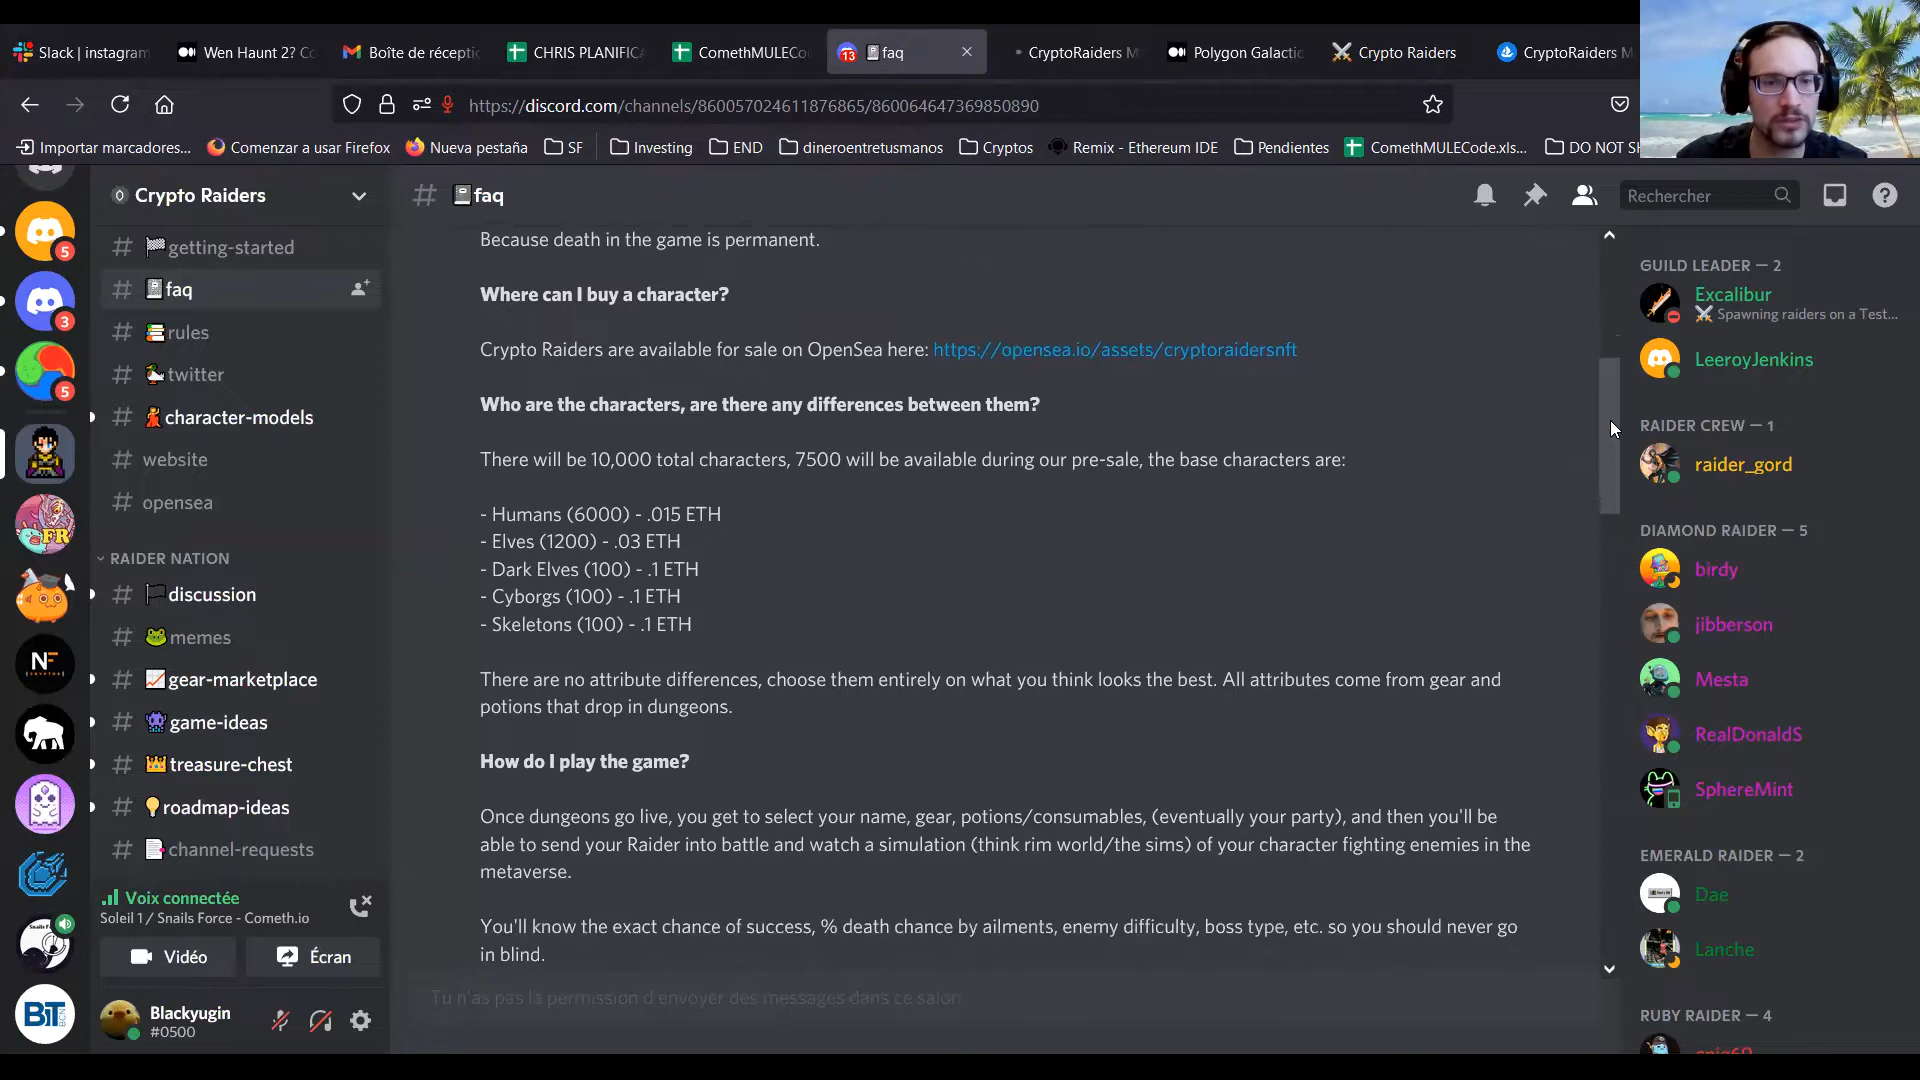 Slack | instagram
Wen Haunt 2? Co
Boîte de récepti
CHRIS PLANIFICA
ComethMULECo
13
faq
CryptoRaiders M
Polygon Galactic
Crypto Raiders
CryptoRaiders M
https://discord.com/channels/860057024611876865/860064647369850890
Importar marcadores...
Comenzar a usar Firefox
Nueva pestaña
SF
Investing
END
dineroentretusmanos
Cryptos
Remix - Ethereum IDE
Pendientes
ComethMULECode.xls...
DO NOT SH
Crypto Raiders
# faq
Rechercher
5
3
5
FR
NF
BIT
# getting-started
# faq
# rules
# twitter
# character-models
# website
# opensea
RAIDER NATION
# discussion
# memes
# gear-marketplace
# game-ideas
# treasure-chest
# roadmap-ideas
# channel-requests
Voix connectée
Soleil 1 / Snails Force - Cometh.io
Vidéo
Écran
Blackyugin
#0500
Because death in the game is permanent.
Where can I buy a character?
Crypto Raiders are available for sale on OpenSea here: https://opensea.io/assets/cryptoraidersnft
Who are the characters, are there any differences between them?
There will be 10,000 total characters, 7500 will be available during our pre-sale, the base characters are:
- Humans (6000) - .015 ETH
- Elves (1200) - .03 ETH
- Dark Elves (100) - .1 ETH
- Cyborgs (100) - .1 ETH
- Skeletons (100) - .1 ETH
There are no attribute differences, choose them entirely on what you think looks the best. All attributes come from gear and
potions that drop in dungeons.
How do I play the game?
Once dungeons go live, you get to select your name, gear, potions/consumables, (eventually your party), and then you'll be
able to send your Raider into battle and watch a simulation (think rim world/the sims) of your character fighting enemies in the
metaverse.
You'll know the exact chance of success, % death chance by ailments, enemy difficulty, boss type, etc. so you should never go
in blind.
Tu n'as pas la permission d'envoyer des messages dans ce salon
GUILD LEADER — 2
Excalibur
Spawning raiders on a Test...
LeeroyJenkins
RAIDER CREW — 1
raider_gord
DIAMOND RAIDER — 5
birdy
jibberson
Mesta
RealDonaldS
SphereMint
EMERALD RAIDER — 2
Dae
Lanche
RUBY RAIDER — 4